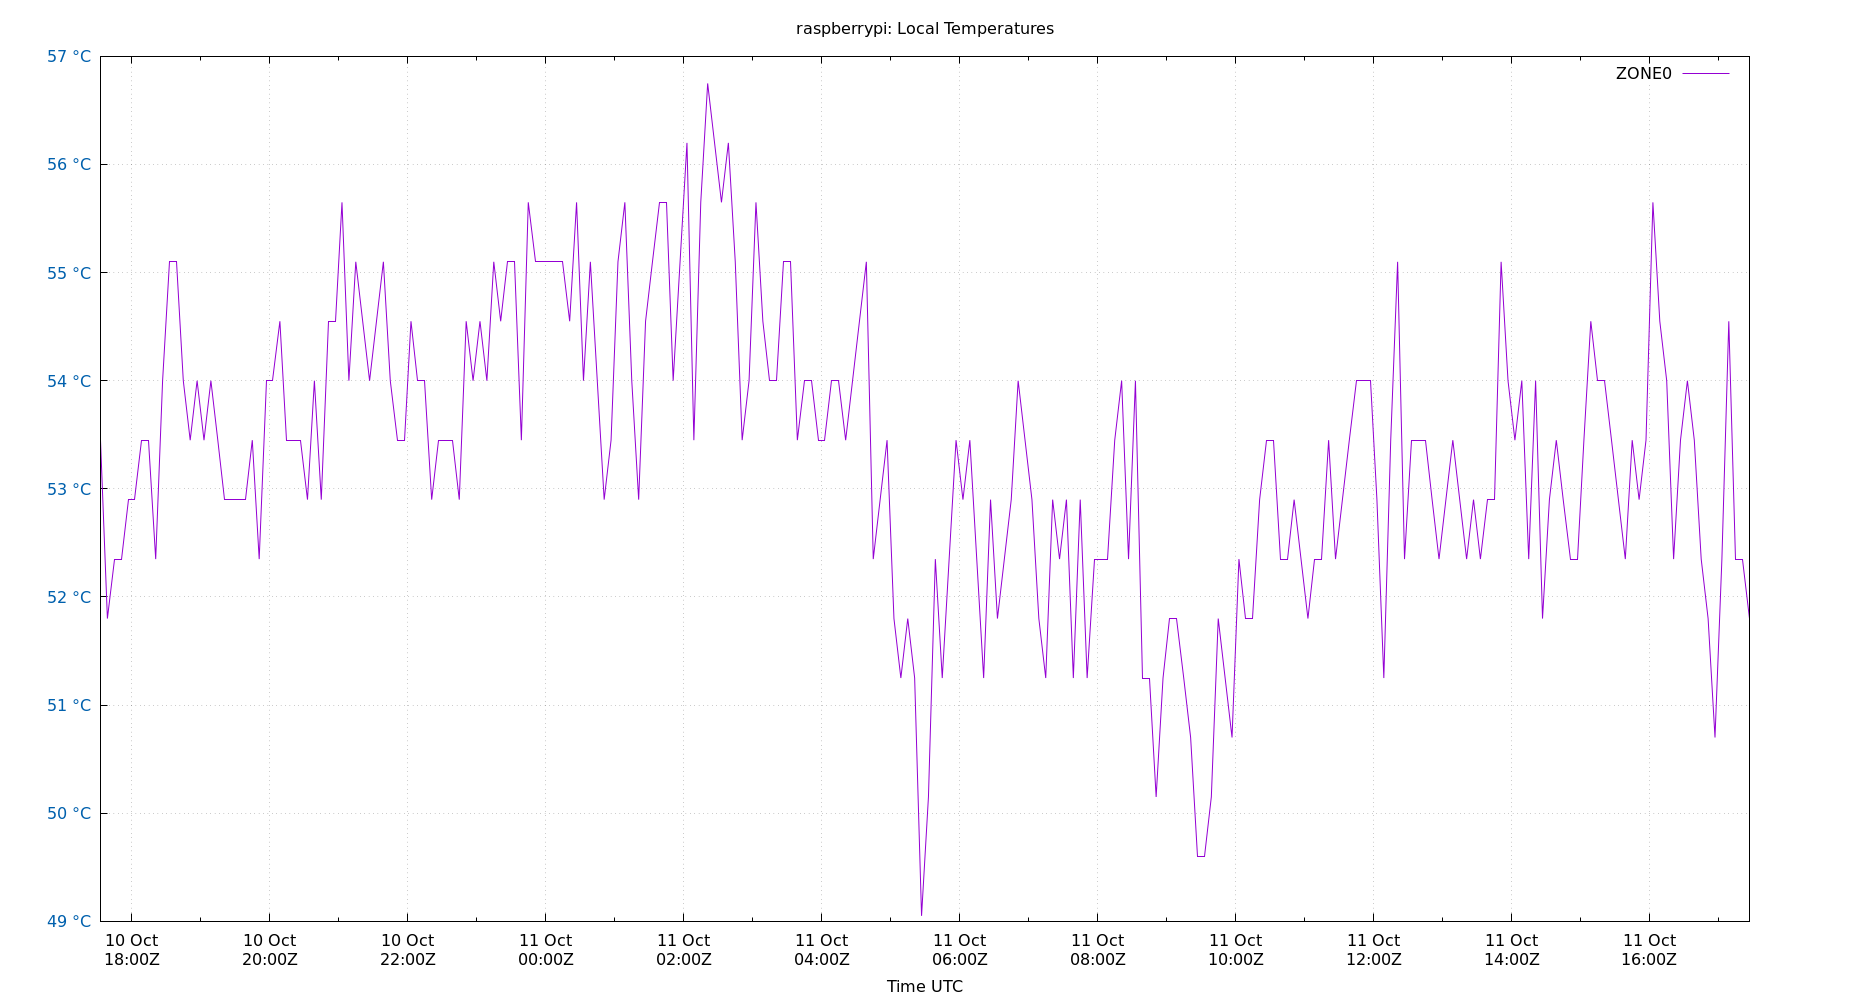 raspberrypi: Local Temperatures
ZONE0
57 °C
56 °C
55 °C
54 °C
53 °C
52 °C
51 °C
50 °C
49 °C
10 Oct 10 Oct 10 Oct 11 Oct 11 Oct 11 Oct 11 Oct 11 Oct 11 Oct 11 Oct 11 Oct 11 Oct
18:00Z 20:00Z 22:00Z 00:00Z 02:00Z 04:00Z 06:00Z 08:00Z 10:00Z 12:00Z 14:00Z 16:00Z
Time UTC